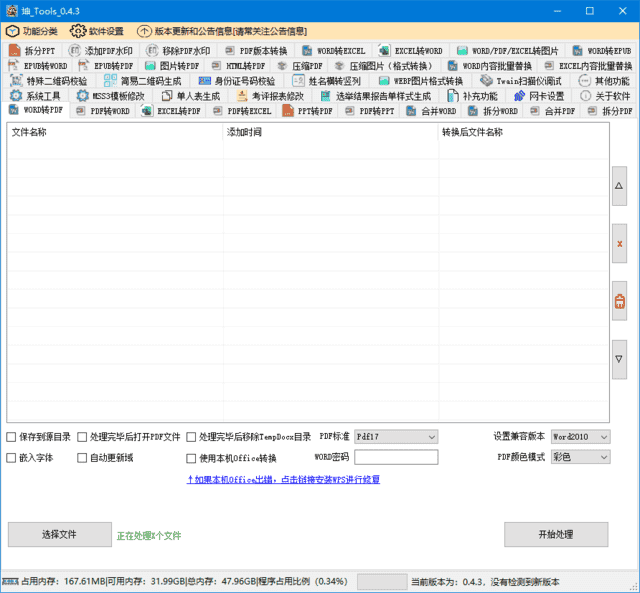 坤_Tools_0.4.3
功能分类 软件设置 版本更新和公告信息[请常关注公告信息]
拆分PPT 添加PDF水印 移除PDF水印 PDF版本转换 WORD转EXCEL EXCEL转WORD WORD/PDF/EXCEL转图片 WORD转EPUB
EPUB转WORD EPUB转PDF 图片转PDF HTML转PDF 压缩PDF 压缩图片（格式转换） WORD内容批量替换 EXCEL内容批量替换
特殊二维码校验 简易二维码生成 身份证号码校验 姓名横转竖列 WEBP图片格式转换 Twain扫描仪调试 其他功能
系统工具 MSS3模板修改 单人表生成 考评报表汇总 选举结果报告单样式生成 补充功能 网卡设置 关于软件
WORD转PDF PDF转WORD EXCEL转PDF PDF转EXCEL PPT转PDF PDF转PPT 合并WORD 拆分WORD 合并PDF 拆分PDF
文件名称 添加时间 转换后文件名称
△
x
▽
保存到源目录 处理完毕后打开PDF文件 处理完毕后移除TempDocx目录 PDF标准 Pdf17 设置兼容版本 Word2010
嵌入字体 自动更新域 使用本机Office转换 WORD密码 PDF颜色模式 彩色
↑如果本机Office出错，点击链接安装WPS进行修复
选择文件 正在处理X个文件 开始处理
占用内存：167.61MB|可用内存：31.99GB|总内存：47.96GB|程序占用比例（0.34%） 当前版本为：0.4.3，没有检测到新版本